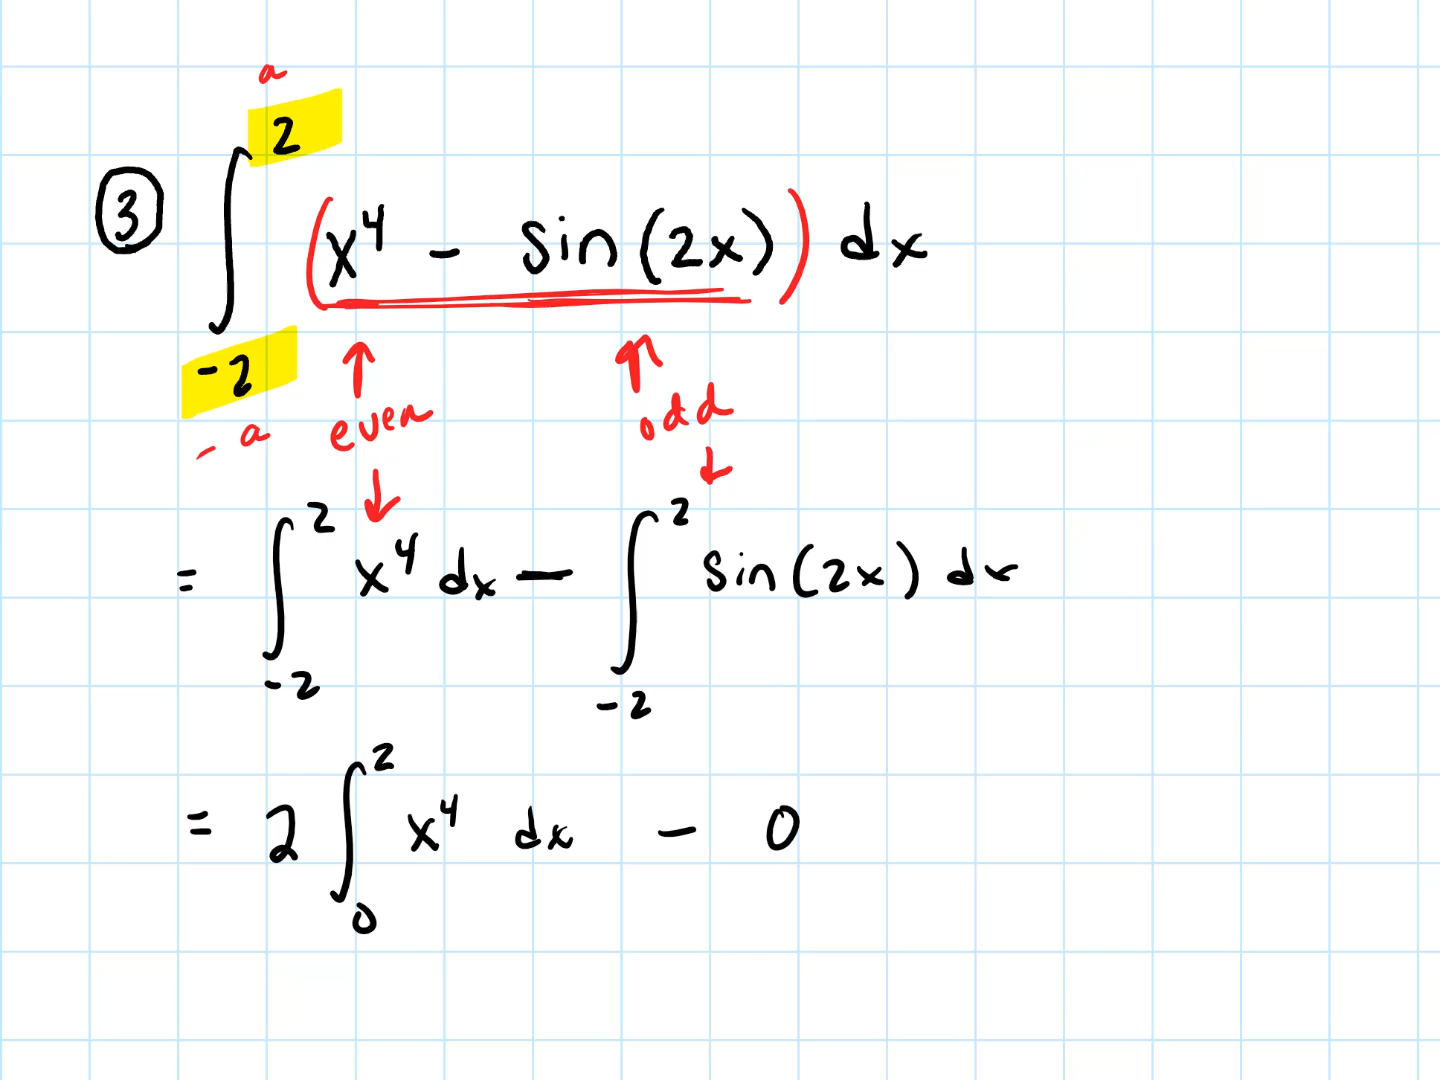 a
③ ∫_{-2}^{2} (x⁴ - sin(2x)) dx
-a even odd
= ∫_{-2}^{2} x⁴ dx - ∫_{-2}^{2} sin(2x) dx
= 2 ∫_{0}^{2} x⁴ dx - 0